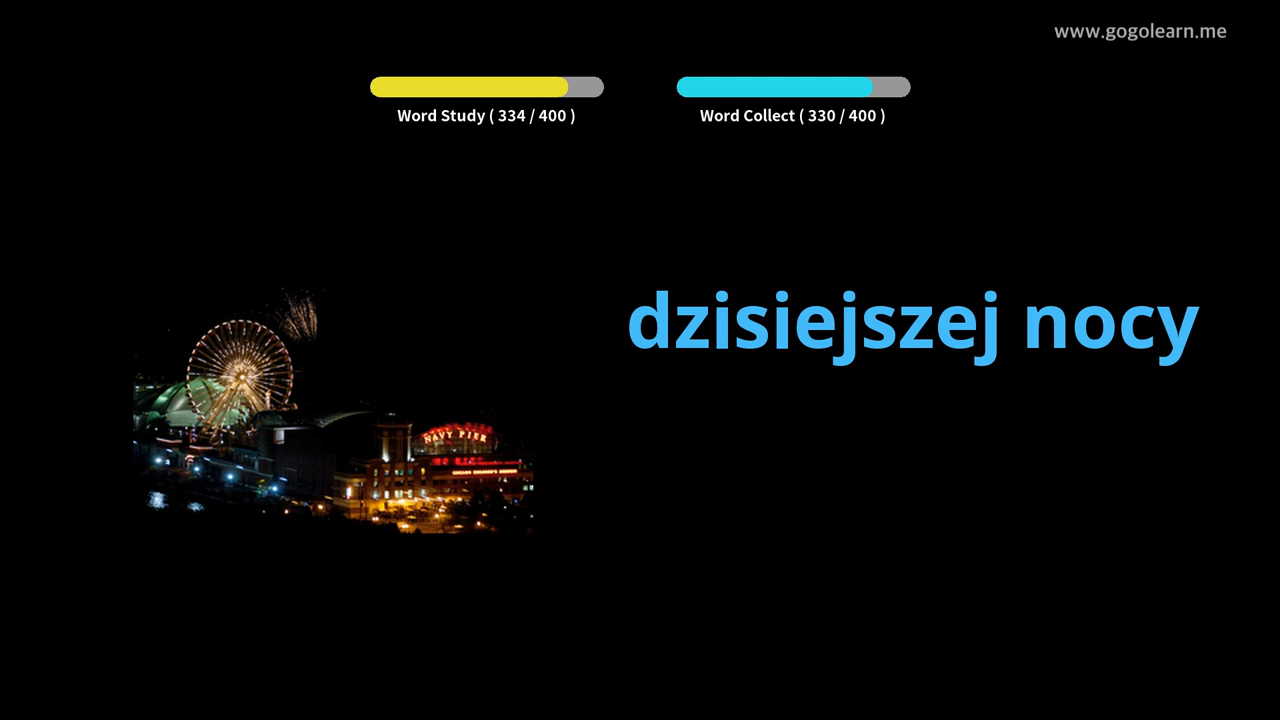 www.gogolearn.me
Word Study ( 334 / 400 )
Word Collect ( 330 / 400 )
dzisiejszej nocy
NAVY PIER